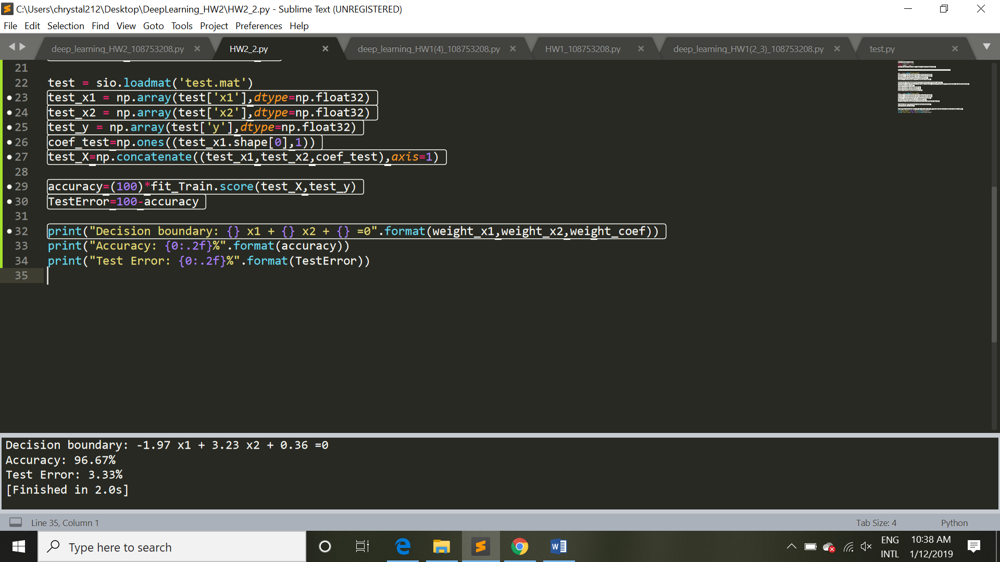 C:\Users\chrystal212\Desktop\DeepLearning_HW2\HW2_2.py - Sublime Text (UNREGISTERED)
File Edit Selection Find View Goto Tools Project Preferences Help
deep_learning_HW2_108753208.py HW2_2.py deep_learning_HW1(4)_108753208.py HW1_108753208.py deep_learning_HW1(2_3)_108753208.py test.py
21
22 test = sio.loadmat('test.mat')
23 test_x1 = np.array(test['x1'],dtype=np.float32)
24 test_x2 = np.array(test['x2'],dtype=np.float32)
25 test_y = np.array(test['y'],dtype=np.float32)
26 coef_test=np.ones((test_x1.shape[0],1))
27 test_X=np.concatenate((test_x1,test_x2,coef_test),axis=1)
28
29 accuracy=(100)*fit_Train.score(test_X,test_y)
30 TestError=100-accuracy
31
32 print("Decision boundary: {} x1 + {} x2 + {} =0".format(weight_x1,weight_x2,weight_coef))
33 print("Accuracy: {0:.2f}%".format(accuracy))
34 print("Test Error: {0:.2f}%".format(TestError))
35
Decision boundary: -1.97 x1 + 3.23 x2 + 0.36 =0
Accuracy: 96.67%
Test Error: 3.33%
[Finished in 2.0s]
Line 35, Column 1 Tab Size: 4 Python
Type here to search
ENG 10:38 AM
INTL 1/12/2019